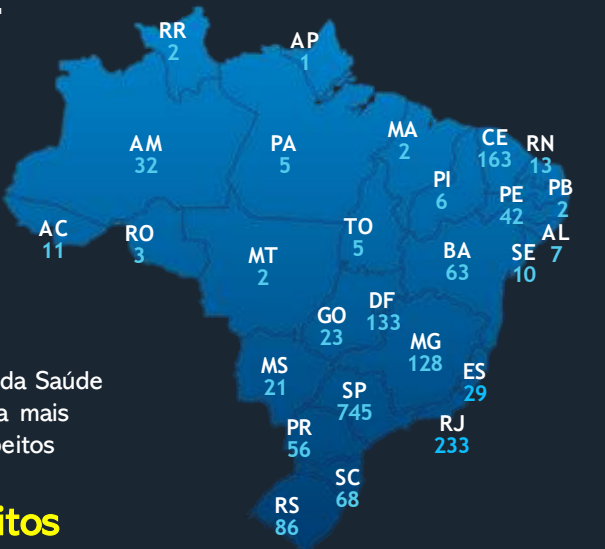 RR
2
AP
1
AM
32
PA
5
MA
2
CE
163
RN
13
PI
6
PE
42
PB
2
AC
11
RO
3
TO
5
MT
2
BA
63
SE
10
AL
7
GO
23
DF
133
MG
128
MS
21
SP
745
ES
29
RJ
233
PR
56
SC
68
RS
86
da Saúde
a mais
eitos
itos